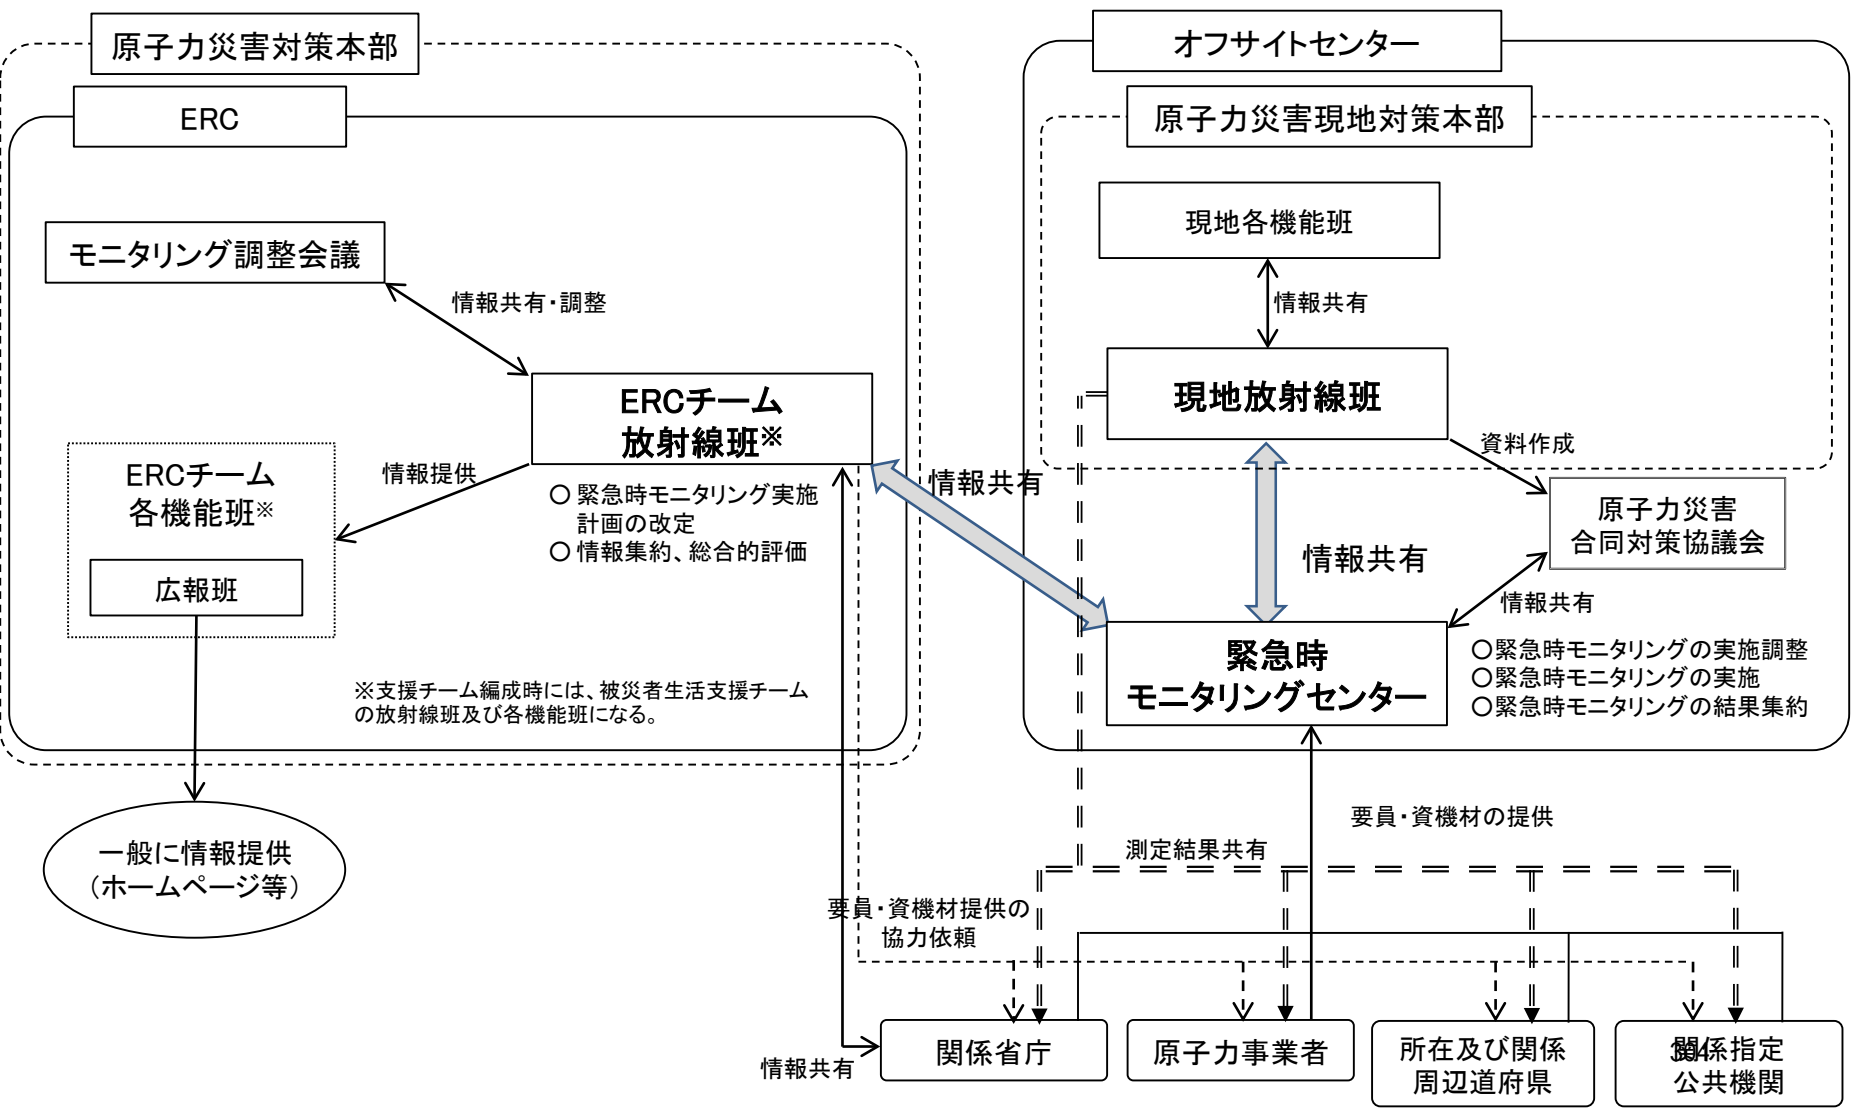 原子力災害対策本部
ERC
モニタリング調整会議
情報共有・調整
ERCチーム
放射線班※
情報提供
ERCチーム
各機能班※
広報班
○ 緊急時モニタリング実施
計画の改定
○ 情報集約、総合的評価
※支援チーム編成時には、被災者生活支援チーム
の放射線班及び各機能班になる。
一般に情報提供
（ホームページ等）
オフサイトセンター
原子力災害現地対策本部
現地各機能班
情報共有
現地放射線班
資料作成
情報共有
情報共有
原子力災害
合同対策協議会
情報共有
緊急時
モニタリングセンター
○緊急時モニタリングの実施調整
○緊急時モニタリングの実施
○緊急時モニタリングの結果集約
要員・資機材の提供
測定結果共有
要員・資機材提供の
協力依頼
情報共有
関係省庁
原子力事業者
所在及び関係
周辺道府県
関係指定
公共機関
304